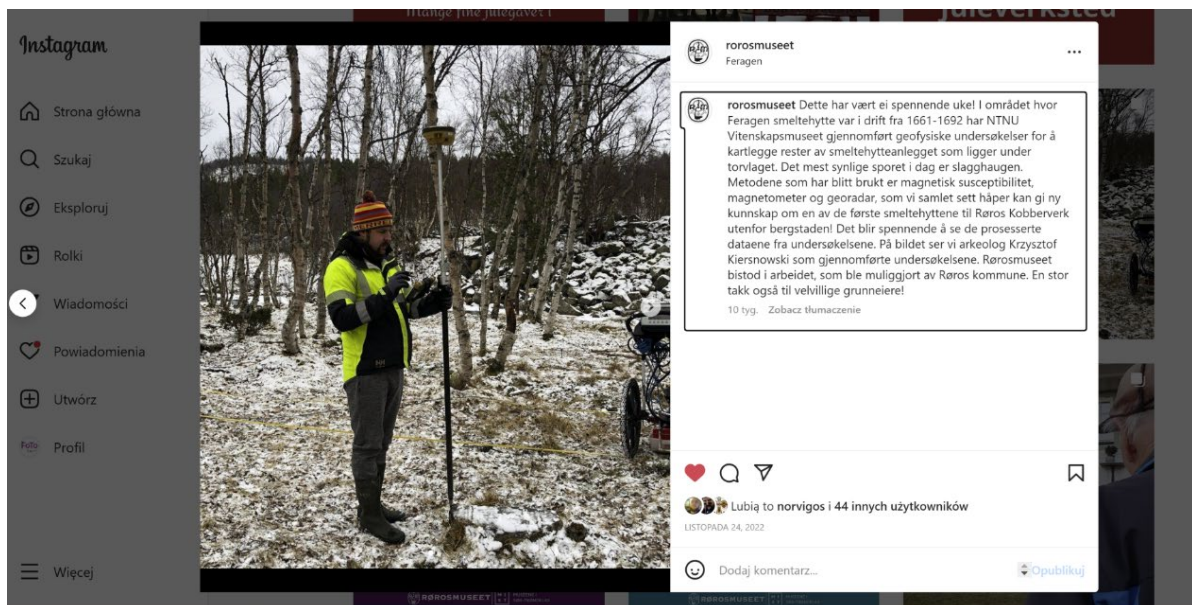 Mange fine julegaver i
juleverksted
Instagram
Strona główna
Szukaj
Eksploruj
Rolki
Wiadomości
Powiadomienia
Utwórz
Profil
Więcej
rorosmuseet
Feragen
rorosmuseet Dette har vært ei spennende uke! I området hvor
Feragen smeltehytte var i drift fra 1661-1692 har NTNU
Vitenskapsmuseet gjennomført geofysiske undersøkelser for å
kartlegge rester av smeltehytteanlegget som ligger under
torvlaget. Det mest synlige sporet i dag er slagghaugen.
Metodene som har blitt brukt er magnetisk susceptibilitet,
magnetometer og georadar, som vi samlet sett håper kan gi ny
kunnskap om en av de første smeltehyttene til Røros Kobberverk
utenfor bergstaden! Det blir spennende å se de prosesserte
dataene fra undersøkelsene. På bildet ser vi arkeolog Krzysztof
Kiersnowski som gjennomførte undersøkelsene. Rørosmuseet
bistod i arbeidet, som ble muliggjort av Røros kommune. En stor
takk også til velvillige grunneiere!
10 tyg. Zobacz tłumaczenie
Lubią to norvigos i 44 innych użytkowników
LISTOPADA 24, 2022
Dodaj komentarz...
Opublikuj
RØROSMUSEET
RØROSMUSEET